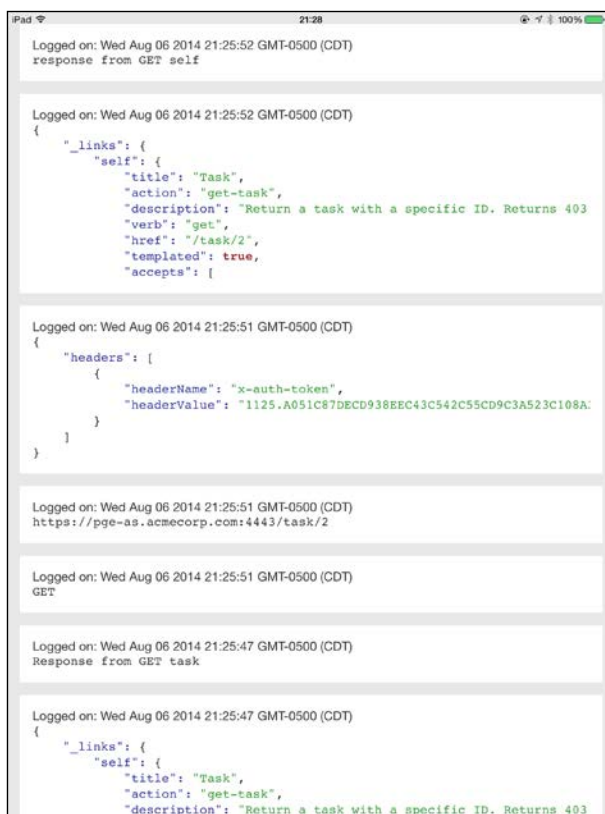 iPad 21:28 100%
Logged on: Wed Aug 06 2014 21:25:52 GMT-0500 (CDT)
response from GET self
Logged on: Wed Aug 06 2014 21:25:52 GMT-0500 (CDT)
{
    "_links": {
        "self": {
            "title": "Task",
            "action": "get-task",
            "description": "Return a task with a specific ID. Returns 403
            "verb": "get",
            "href": "/task/2",
            "templated": true,
            "accepts": [
Logged on: Wed Aug 06 2014 21:25:51 GMT-0500 (CDT)
{
    "headers": [
        {
            "headerName": "x-auth-token",
            "headerValue": "1125.A051C87DECD938EEC43C542C55CD9C3A523C108A
        }
    ]
}
Logged on: Wed Aug 06 2014 21:25:51 GMT-0500 (CDT)
https://pge-as.acmecorp.com:4443/task/2
Logged on: Wed Aug 06 2014 21:25:51 GMT-0500 (CDT)
GET
Logged on: Wed Aug 06 2014 21:25:47 GMT-0500 (CDT)
Response from GET task
Logged on: Wed Aug 06 2014 21:25:47 GMT-0500 (CDT)
{
    "_links": {
        "self": {
            "title": "Task",
            "action": "get-task",
            "description": "Return a task with a specific ID. Returns 403